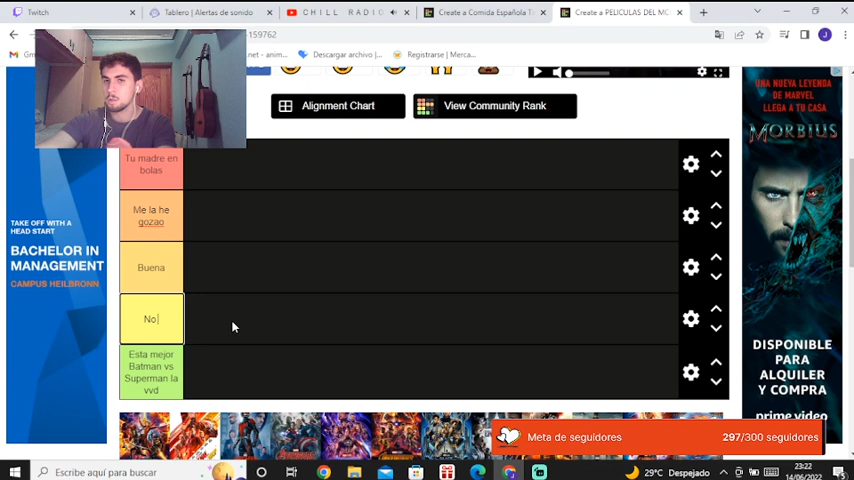 Twitch
Tablero | Alertas de sonido
C H I L L R A D I O
Create a Comida Española T
Create a PELICULAS DEL MC
-159762
J
.net - anim...
Descargar archivo |...
Registrarse | Merca...
Alignment Chart
View Community Rank
Tu madre en
bolas
Me la he
gozao
Buena
No
Esta mejor
Batman vs
Superman la
vvd
TAKE OFF WITH A
HEAD START
BACHELOR IN
MANAGEMENT
CAMPUS HEILBRONN
UNA NUEVA LEYENDA
DE MARVEL
LLEGA A TU CASA
MORBIUS
DISPONIBLE
PARA
ALQUILER
Y COMPRA
prime video
Meta de seguidores
297/300 seguidores
Escribe aquí para buscar
29°C Despejado
23:22
14/06/2022